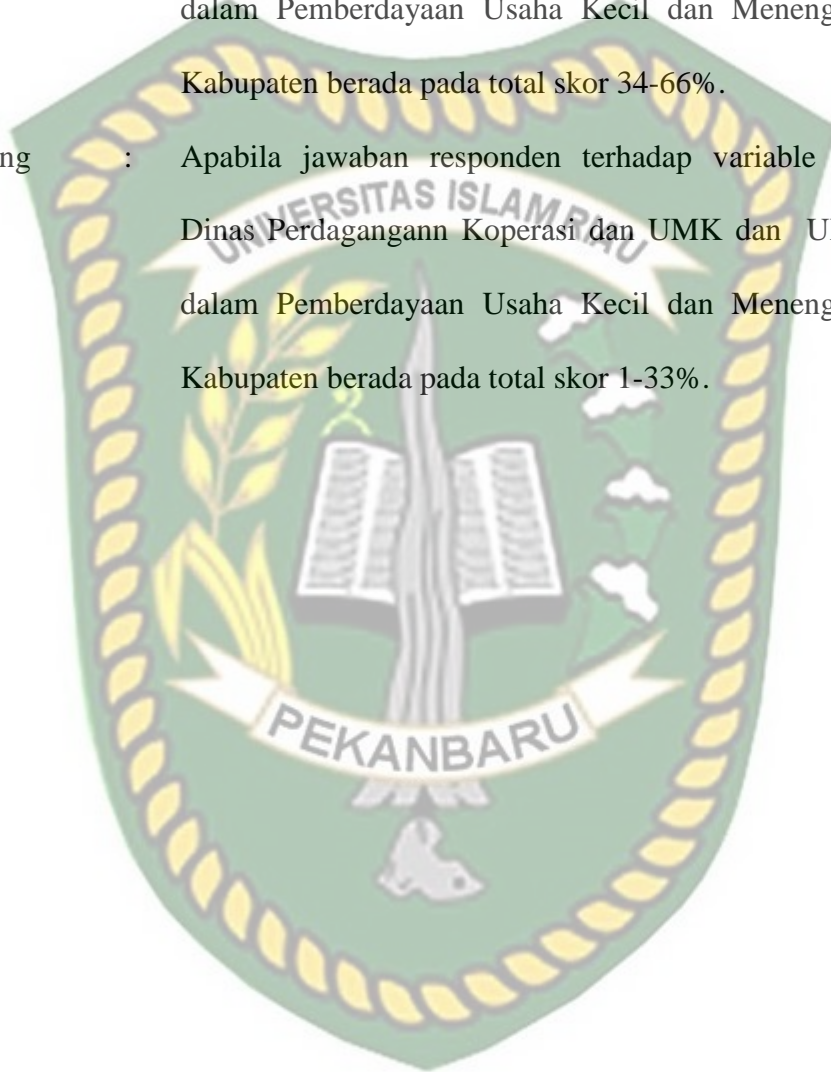 dalam Pemberdayaan Usaha Kecil dan Meneng
Kabupaten berada pada total skor 34-66%.
ng : Apabila jawaban responden terhadap variable
Dinas Perdagangann Koperasi dan UMK dan U
dalam Pemberdayaan Usaha Kecil dan Meneng
Kabupaten berada pada total skor 1-33%.
UNIVERSITAS ISLAM RIAU
PEKANBARU